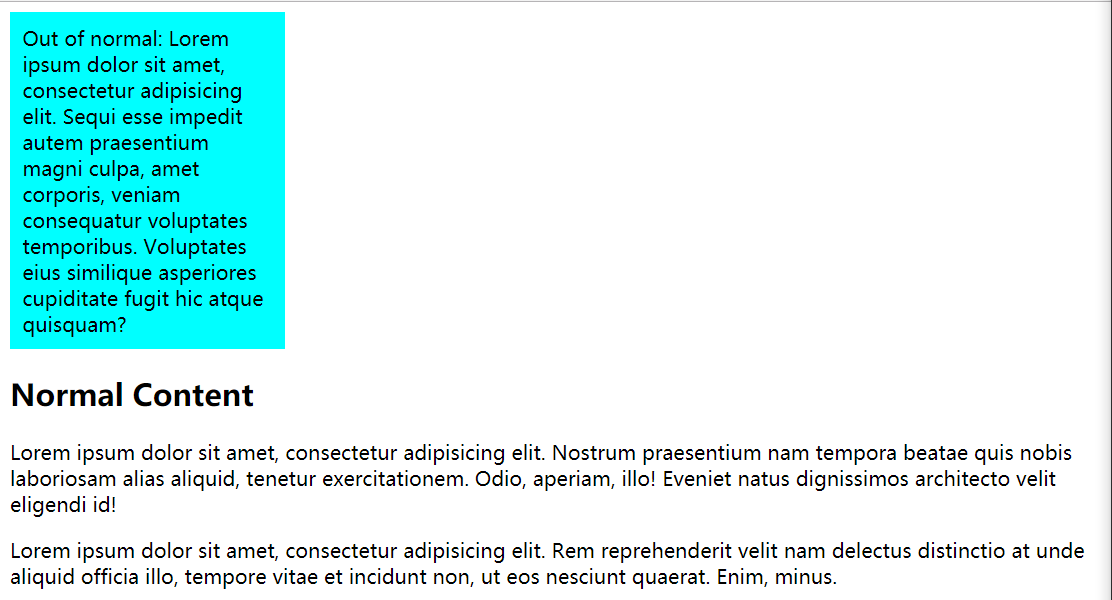 Out of normal: Lorem
ipsum dolor sit amet,
consectetur adipisicing
elit. Sequi esse impedit
autem praesentium
magni culpa, amet
corporis, veniam
consequatur voluptates
temporibus. Voluptates
eius similique asperiores
cupiditate fugit hic atque
quisquam?
Normal Content
Lorem ipsum dolor sit amet, consectetur adipisicing elit. Nostrum praesentium nam tempora beatae quis nobis
laboriosam alias aliquid, tenetur exercitationem. Odio, aperiam, illo! Eveniet natus dignissimos architecto velit
eligendi id!
Lorem ipsum dolor sit amet, consectetur adipisicing elit. Rem reprehenderit velit nam delectus distinctio at unde
aliquid officia illo, tempore vitae et incidunt non, ut eos nesciunt quaerat. Enim, minus.